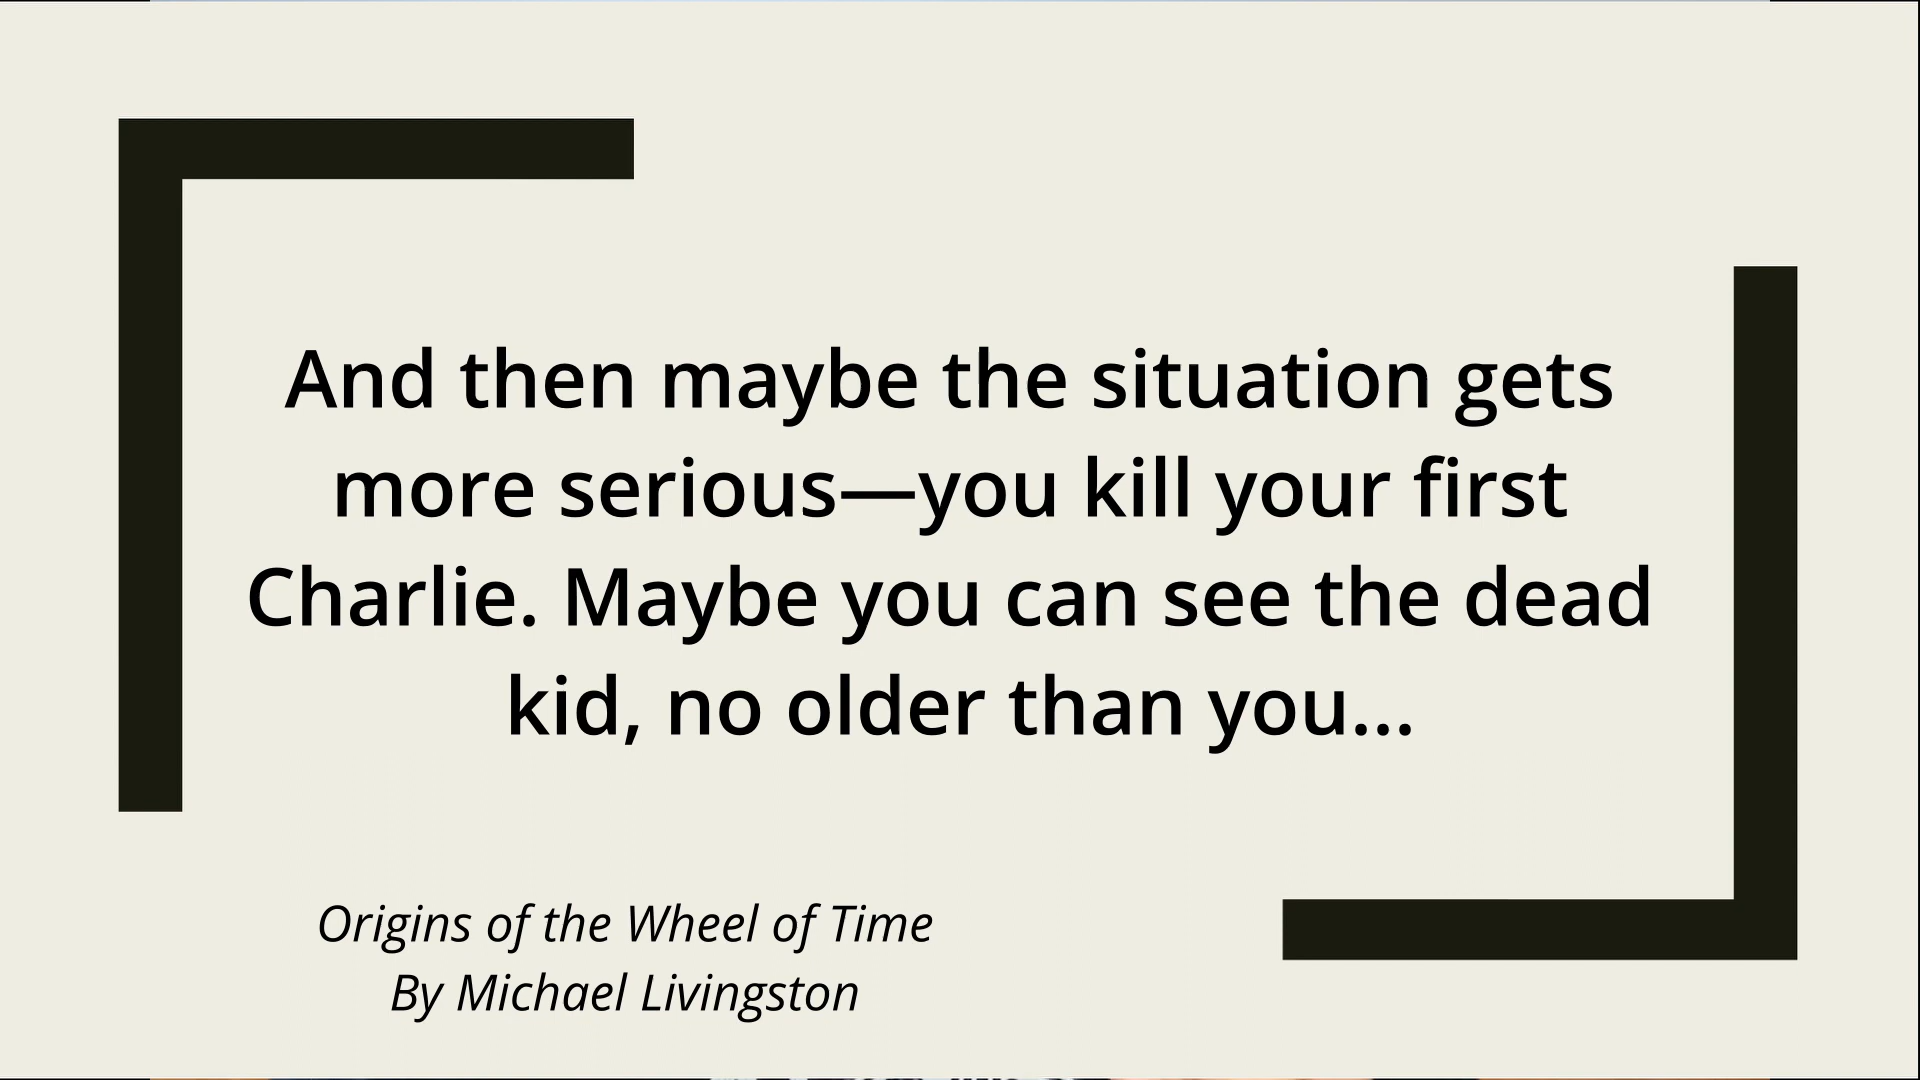 And then maybe the situation gets
more serious—you kill your first
Charlie. Maybe you can see the dead
kid, no older than you...
Origins of the Wheel of Time
By Michael Livingston